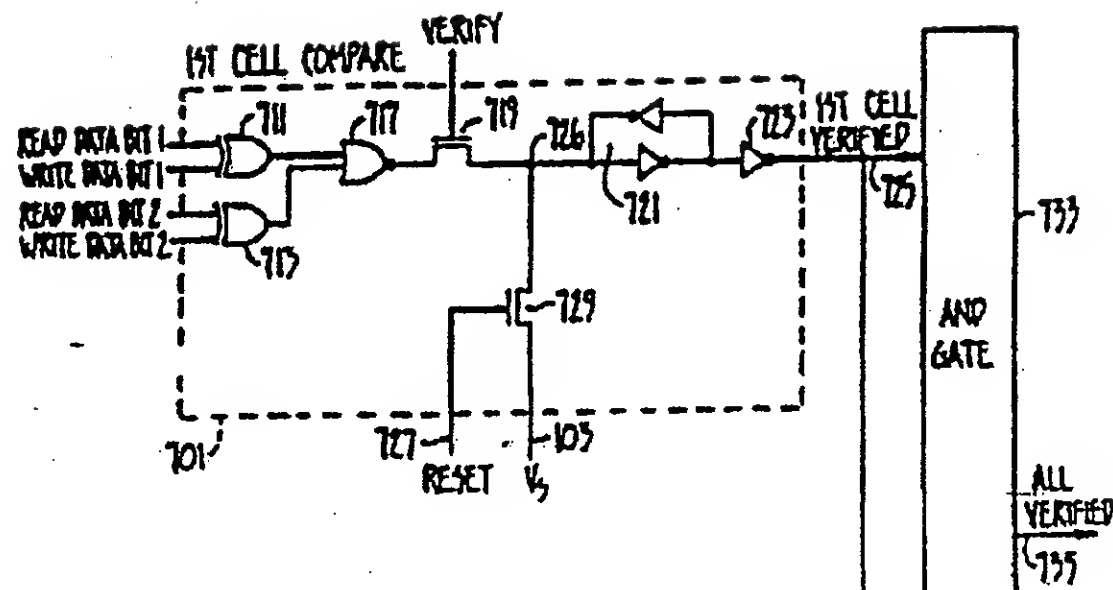 VERIFY
1ST CELL COMPARE
711
717
719
726
723
1ST CELL
VERIFIED
READ DATA BIT 1
WRITE DATA BIT 1
READ DATA BIT 2
WRITE DATA BIT 2
713
721
725
733
729
AND
GATE
701
727
103
RESET
VS
ALL
VERIFIED
735